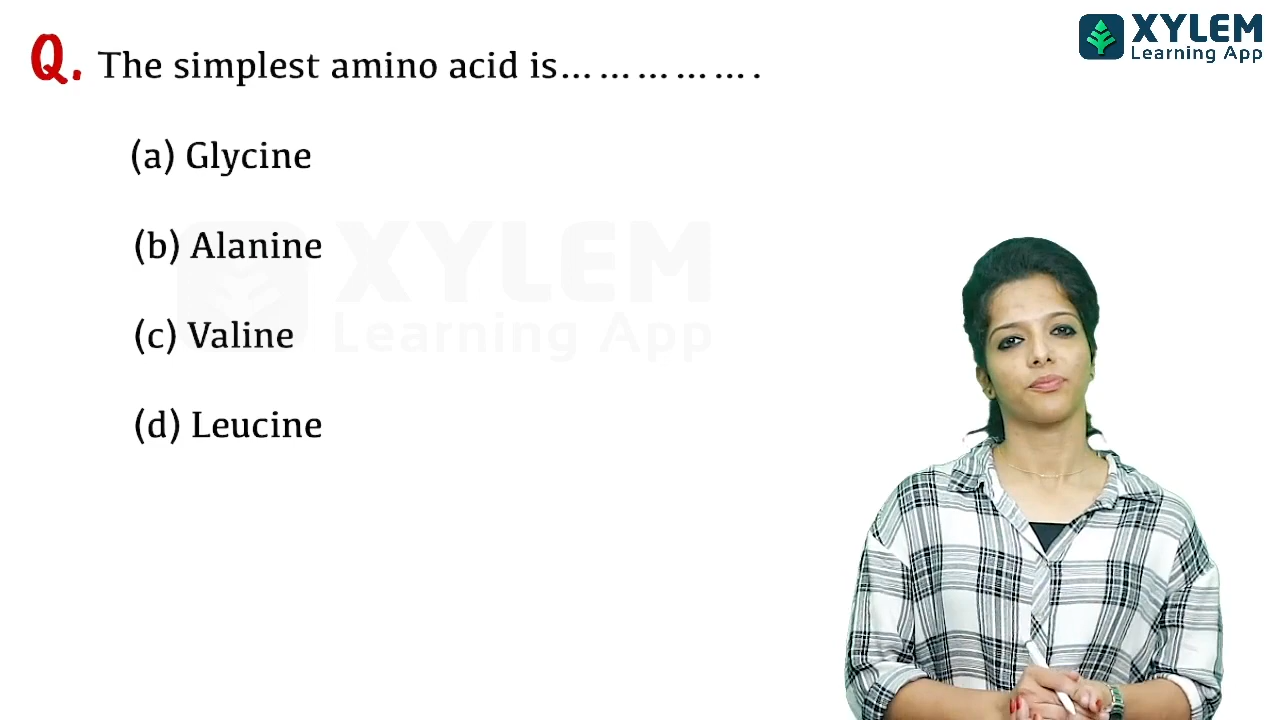 XYLEM
Learning App
Q. The simplest amino acid is... ... ... ... ... .
(a) Glycine
(b) Alanine
(c) Valine
(d) Leucine
XYLEM
Learning App